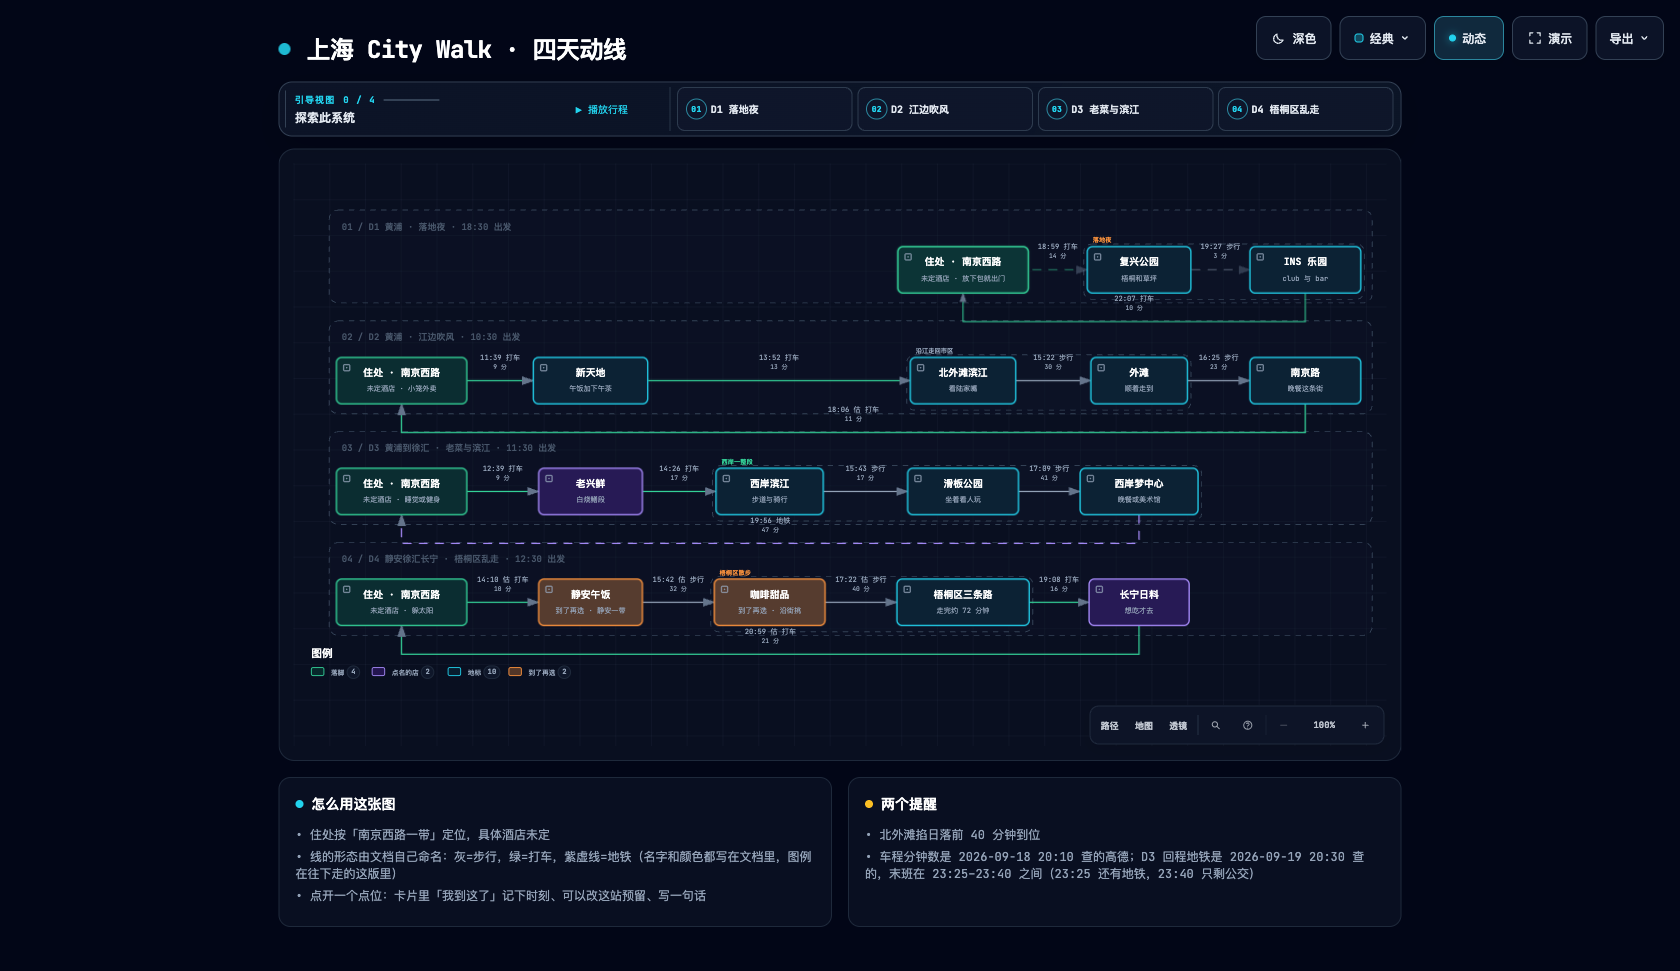 上海 City Walk · 四天动线
深色
经典
动态
演示
导出
引导视图 0 / 4
探索此系统
▶ 播放行程
01 D1 落地夜
02 D2 江边吹风
03 D3 老菜与滨江
04 D4 梧桐区乱走
01 / D1 黄浦 · 落地夜 · 18:30 出发
落地夜
住处 · 南京西路
未定酒店 · 放下包就出门
18:59 打车
14 分
复兴公园
梧桐和草坪
19:27 步行
3 分
INS 乐园
club 与 bar
22:07 打车
10 分
02 / D2 黄浦 · 江边吹风 · 10:30 出发
沿江走回市区
住处 · 南京西路
未定酒店 · 小笼外卖
11:39 打车
9 分
新天地
午饭加下午茶
13:52 打车
13 分
北外滩滨江
看陆家嘴
15:22 步行
30 分
外滩
顺着走到
16:25 步行
23 分
南京路
晚餐这条街
18:06 估 打车
11 分
03 / D3 黄浦到徐汇 · 老菜与滨江 · 11:30 出发
西岸一整段
住处 · 南京西路
未定酒店 · 睡觉或健身
12:39 打车
9 分
老兴鲜
白烧鳝段
14:26 打车
17 分
西岸滨江
步道与骑行
15:43 步行
17 分
滑板公园
坐着看人玩
17:09 步行
41 分
西岸梦中心
晚餐或美术馆
19:56 地铁
47 分
04 / D4 静安徐汇长宁 · 梧桐区乱走 · 12:30 出发
梧桐区散步
住处 · 南京西路
未定酒店 · 躲太阳
14:10 估 打车
10 分
静安午饭
到了再选 · 静安一带
15:42 估 步行
32 分
咖啡甜品
到了再选 · 沿街挑
17:22 估 步行
40 分
梧桐区三条路
走完约 72 分钟
19:08 打车
16 分
长宁日料
想吃才去
20:59 估 打车
21 分
图例
落脚 4
点名的店 2
地标 10
到了再选 2
路径
地图
透镜
100%
怎么用这张图
• 住处按「南京西路一带」定位，具体酒店未定
• 线的形态由文档自己命名：灰=步行，绿=打车，紫虚线=地铁（名字和颜色都写在文档里，图例
在往下走的这版里）
• 点开一个点位：卡片里「我到这了」记下时刻、可以改这站预留、写一句话
两个提醒
• 北外滩掐日落前 40 分钟到位
• 车程分钟数是 2026-09-18 20:10 查的高德；D3 回程地铁是 2026-09-19 20:30 查
的，末班在 23:25-23:40 之间（23:25 还有地铁，23:40 只剩公交）